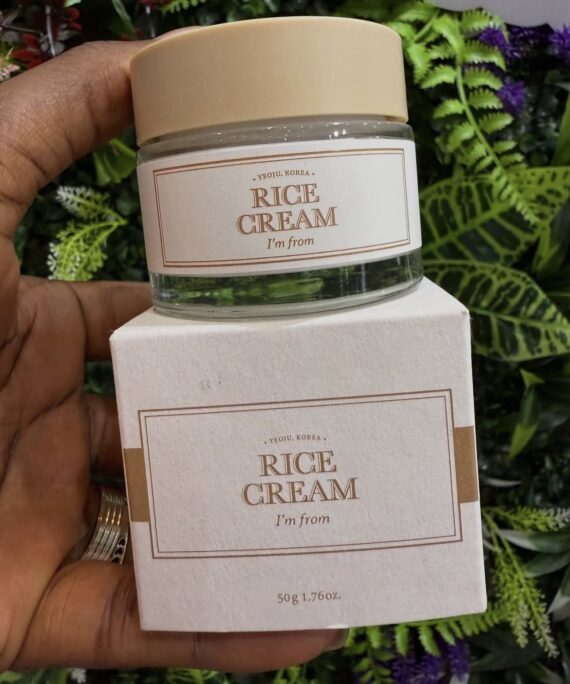 • YEOJU, KOREA •
RICE
CREAM
I'm from
• YEOJU, KOREA •
RICE
CREAM
I'm from
50g 1.76oz.